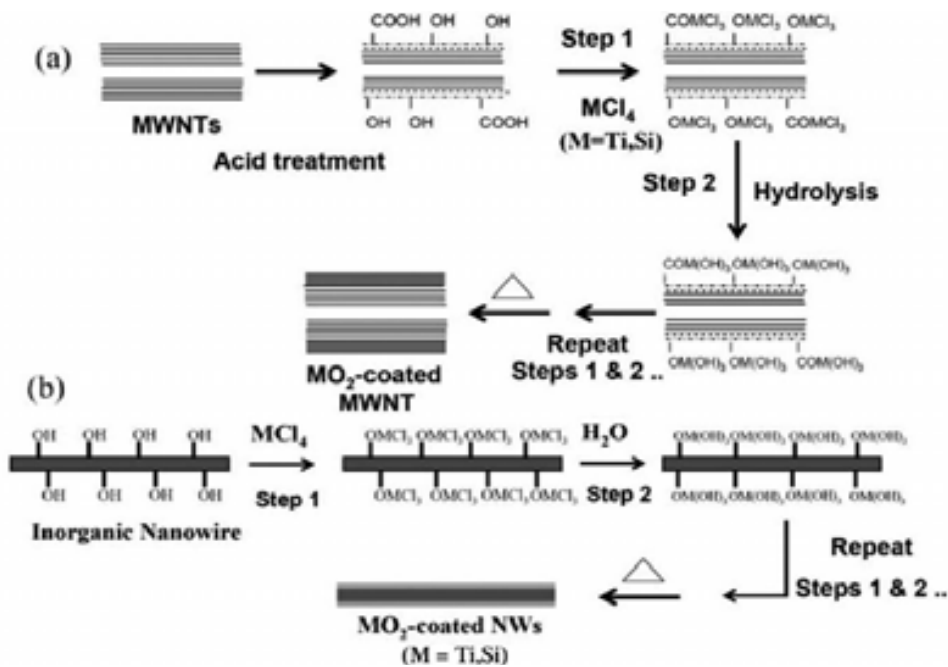 (a)
COOH OH OH
COMCl₃ OMCl₃ OMCl₃
Step 1
MWNTs
MCl₄
(M=Ti,Si)
OH OH COOH
OMCl₃ OMCl₃ COMCl₃
Acid treatment
Step 2
Hydrolysis
COM(OH)₃ OM(OH)₃ OM(OH)₃
Repeat
Steps 1 & 2 ..
OM(OH)₃ OM(OH)₃ COM(OH)₃
MO₂-coated
MWNT
(b)
OH OH OH OH
MCl₄
OMCl₃ OMCl₃ OMCl₃ OMCl₃
H₂O
OM(OH)₃ OM(OH)₃ OM(OH)₃ OM(OH)₃
Step 1
Step 2
OH OH OH OH
OMCl₃ OMCl₃ OMCl₃ OMCl₃
OM(OH)₃ OM(OH)₃ OM(OH)₃ OM(OH)₃
Inorganic Nanowire
Repeat
Steps 1 & 2 ..
MO₂-coated NWs
(M = Ti,Si)